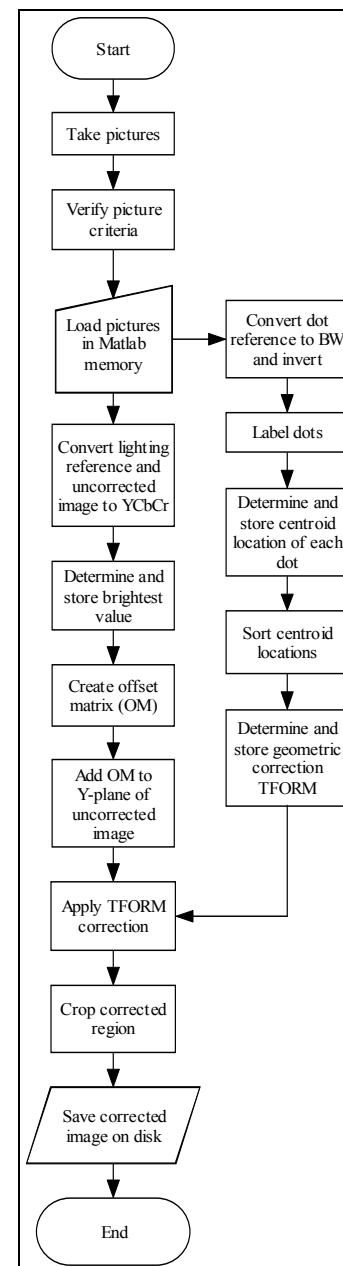 Start
Take pictures
Verify picture
criteria
Load pictures
in Matlab
memory
Convert lighting
reference and
uncorrected
image to YCbCr
Determine and
store brightest
value
Create offset
matrix (OM)
Add OM to
Y-plane of
uncorrected
image
Convert dot
reference to BW
and invert
Label dots
Determine and
store centroid
location of each
dot
Sort centroid
locations
Determine and
store geometric
correction
TFORM
Apply TFORM
correction
Crop corrected
region
Save corrected
image on disk
End